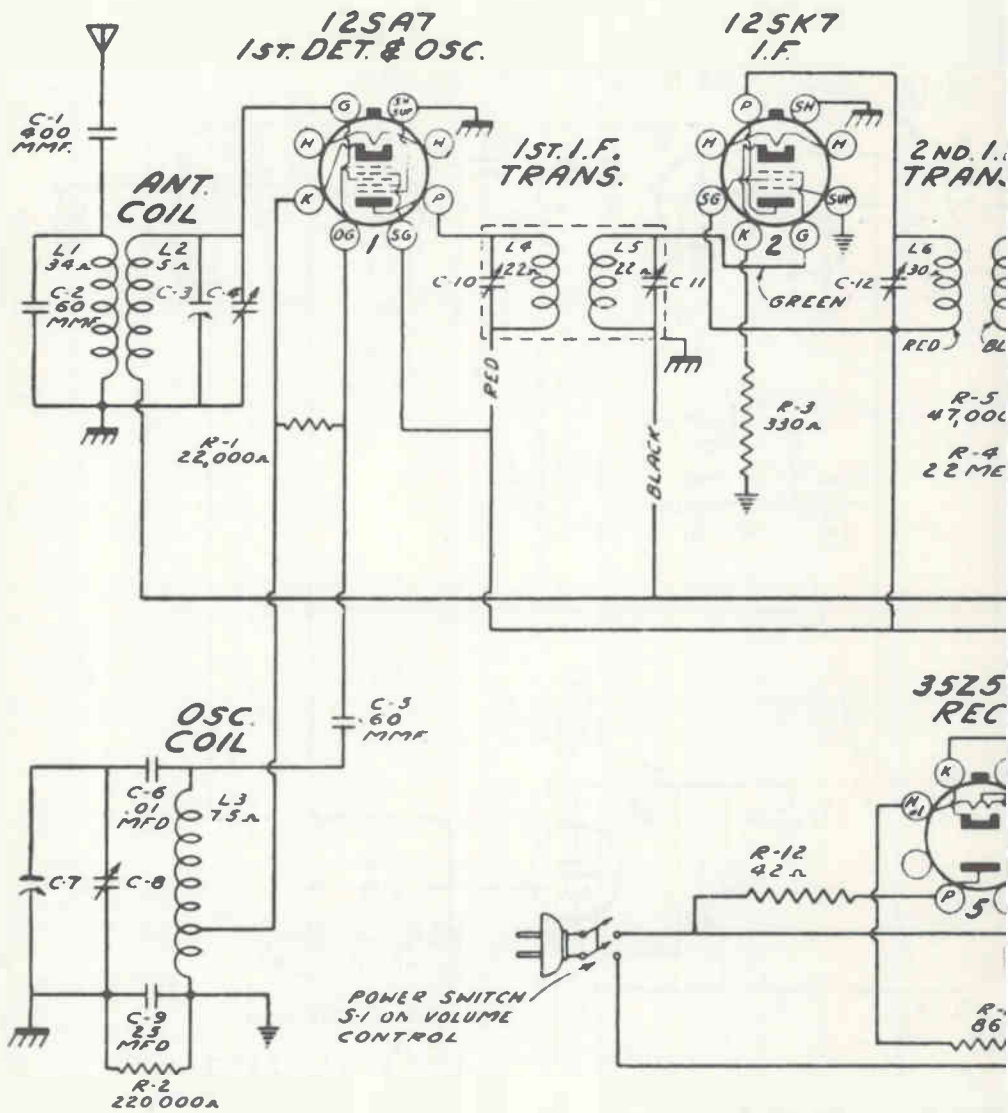 12SA7
1ST. DET. & OSC.
12SK7
I.F.
C-1
400
MMF.
G
SH
SUP
H
H
K
P
OG
SG
1
P
SH
H
H
SG
SUP
K
G
2
1ST. I.F.
TRANS.
2ND. I.
TRANS
ANT.
COIL
L1
34Ω
L2
5Ω
C-2
60
MMF
C-3
C-4
L4
22Ω
L5
22Ω
C-10
C-11
GREEN
L6
30Ω
C-12
RED
BL
RED
BLACK
R-1
22,000Ω
R-3
330Ω
R-5
47,000
R-4
22 ME
OSC.
COIL
C-5
60
MMF
C-6
.01
MFD
L3
7.5Ω
C-7
C-8
C-9
25
MFD
R-2
220 000Ω
35Z5
REC
K
H
#1
P
5
R-12
42Ω
POWER SWITCH
S-1 ON VOLUME
CONTROL
R-
86